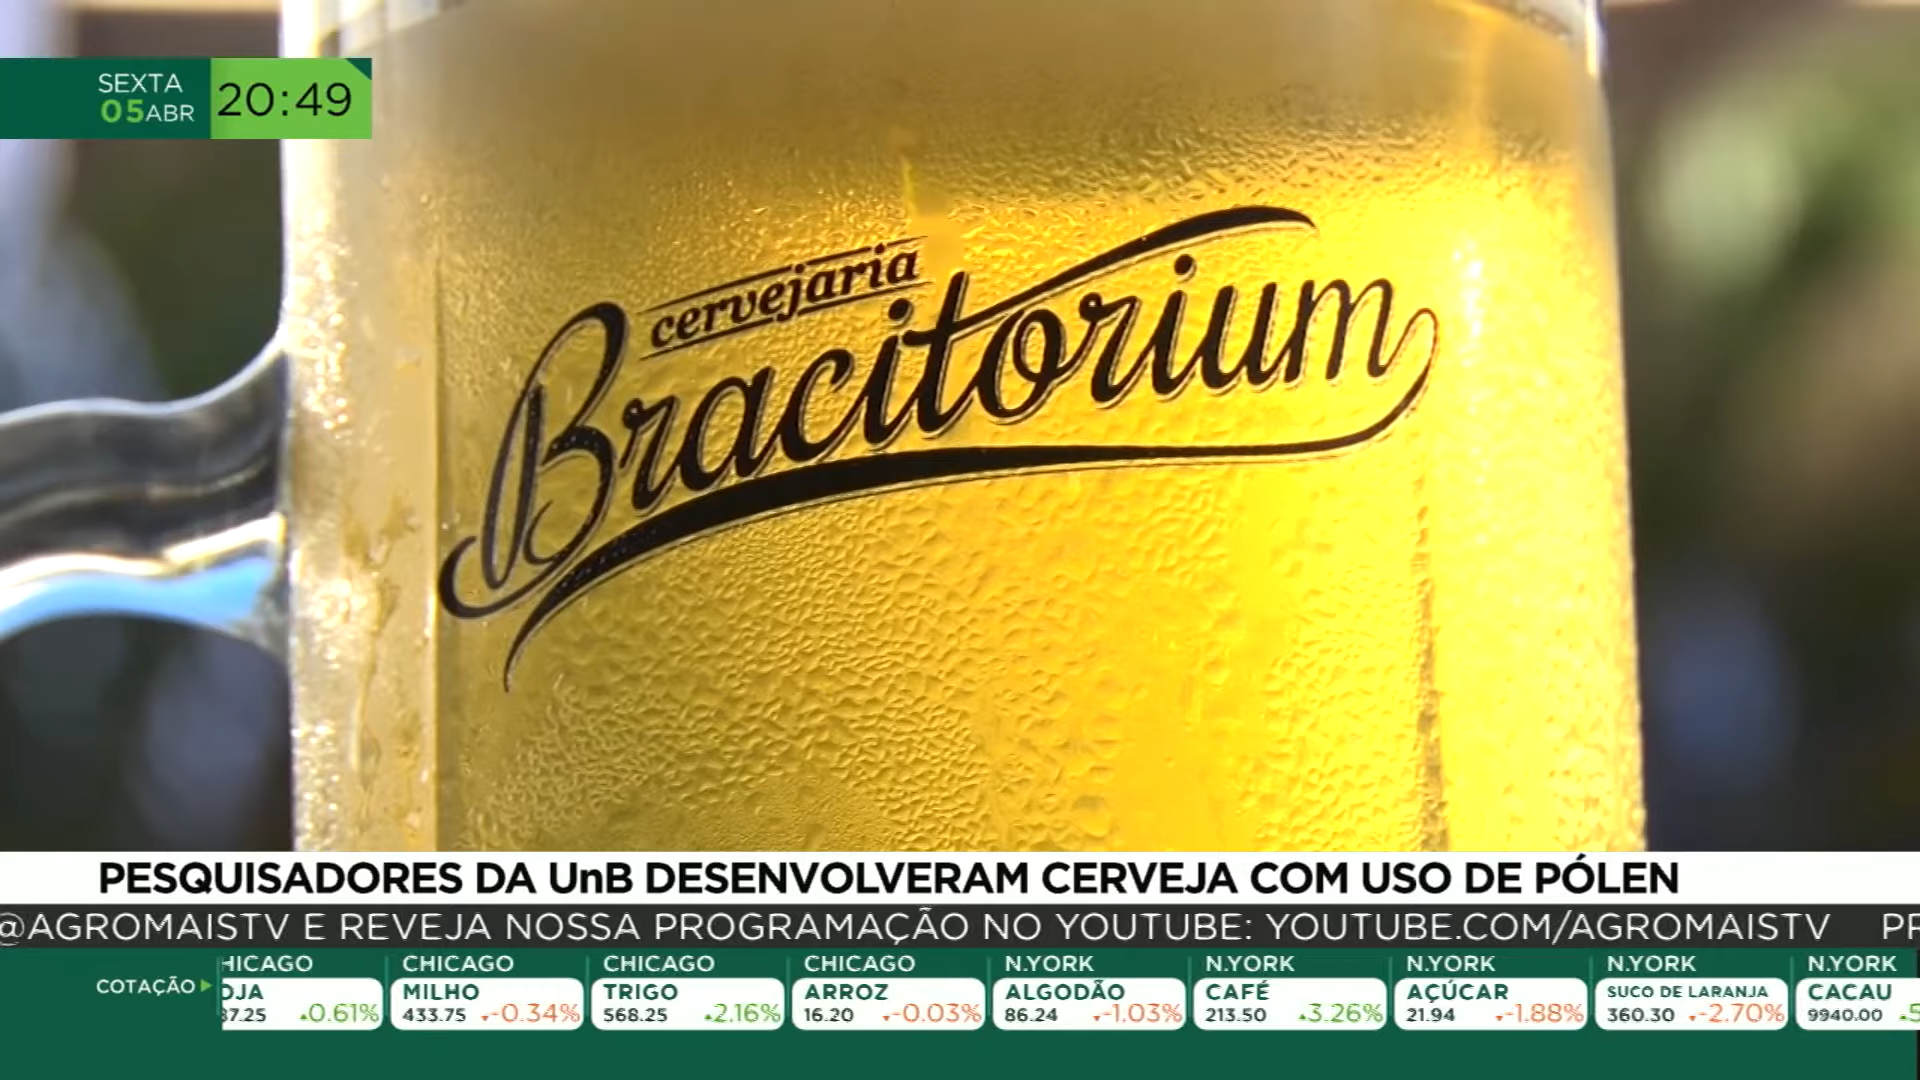 SEXTA
05 ABR
20:49
cervejaria
Bracitorium
PESQUISADORES DA UnB DESENVOLVERAM CERVEJA COM USO DE PÓLEN
@AGROMAISTV E REVEJA NOSSA PROGRAMAÇÃO NO YOUTUBE: YOUTUBE.COM/AGROMAISTV
COTAÇÃO
CHICAGO
MILHO
433.75 -0.34%
CHICAGO
TRIGO
568.25 2.16%
CHICAGO
ARROZ
16.20 -0.03%
N.YORK
ALGODÃO
86.24 -1.03%
N.YORK
CAFÉ
213.50 3.26%
N.YORK
AÇÚCAR
21.94 -1.88%
N.YORK
SUCO DE LARANJA
360.30 -2.70%
N.YORK
CACAU
9940.00
0.61%